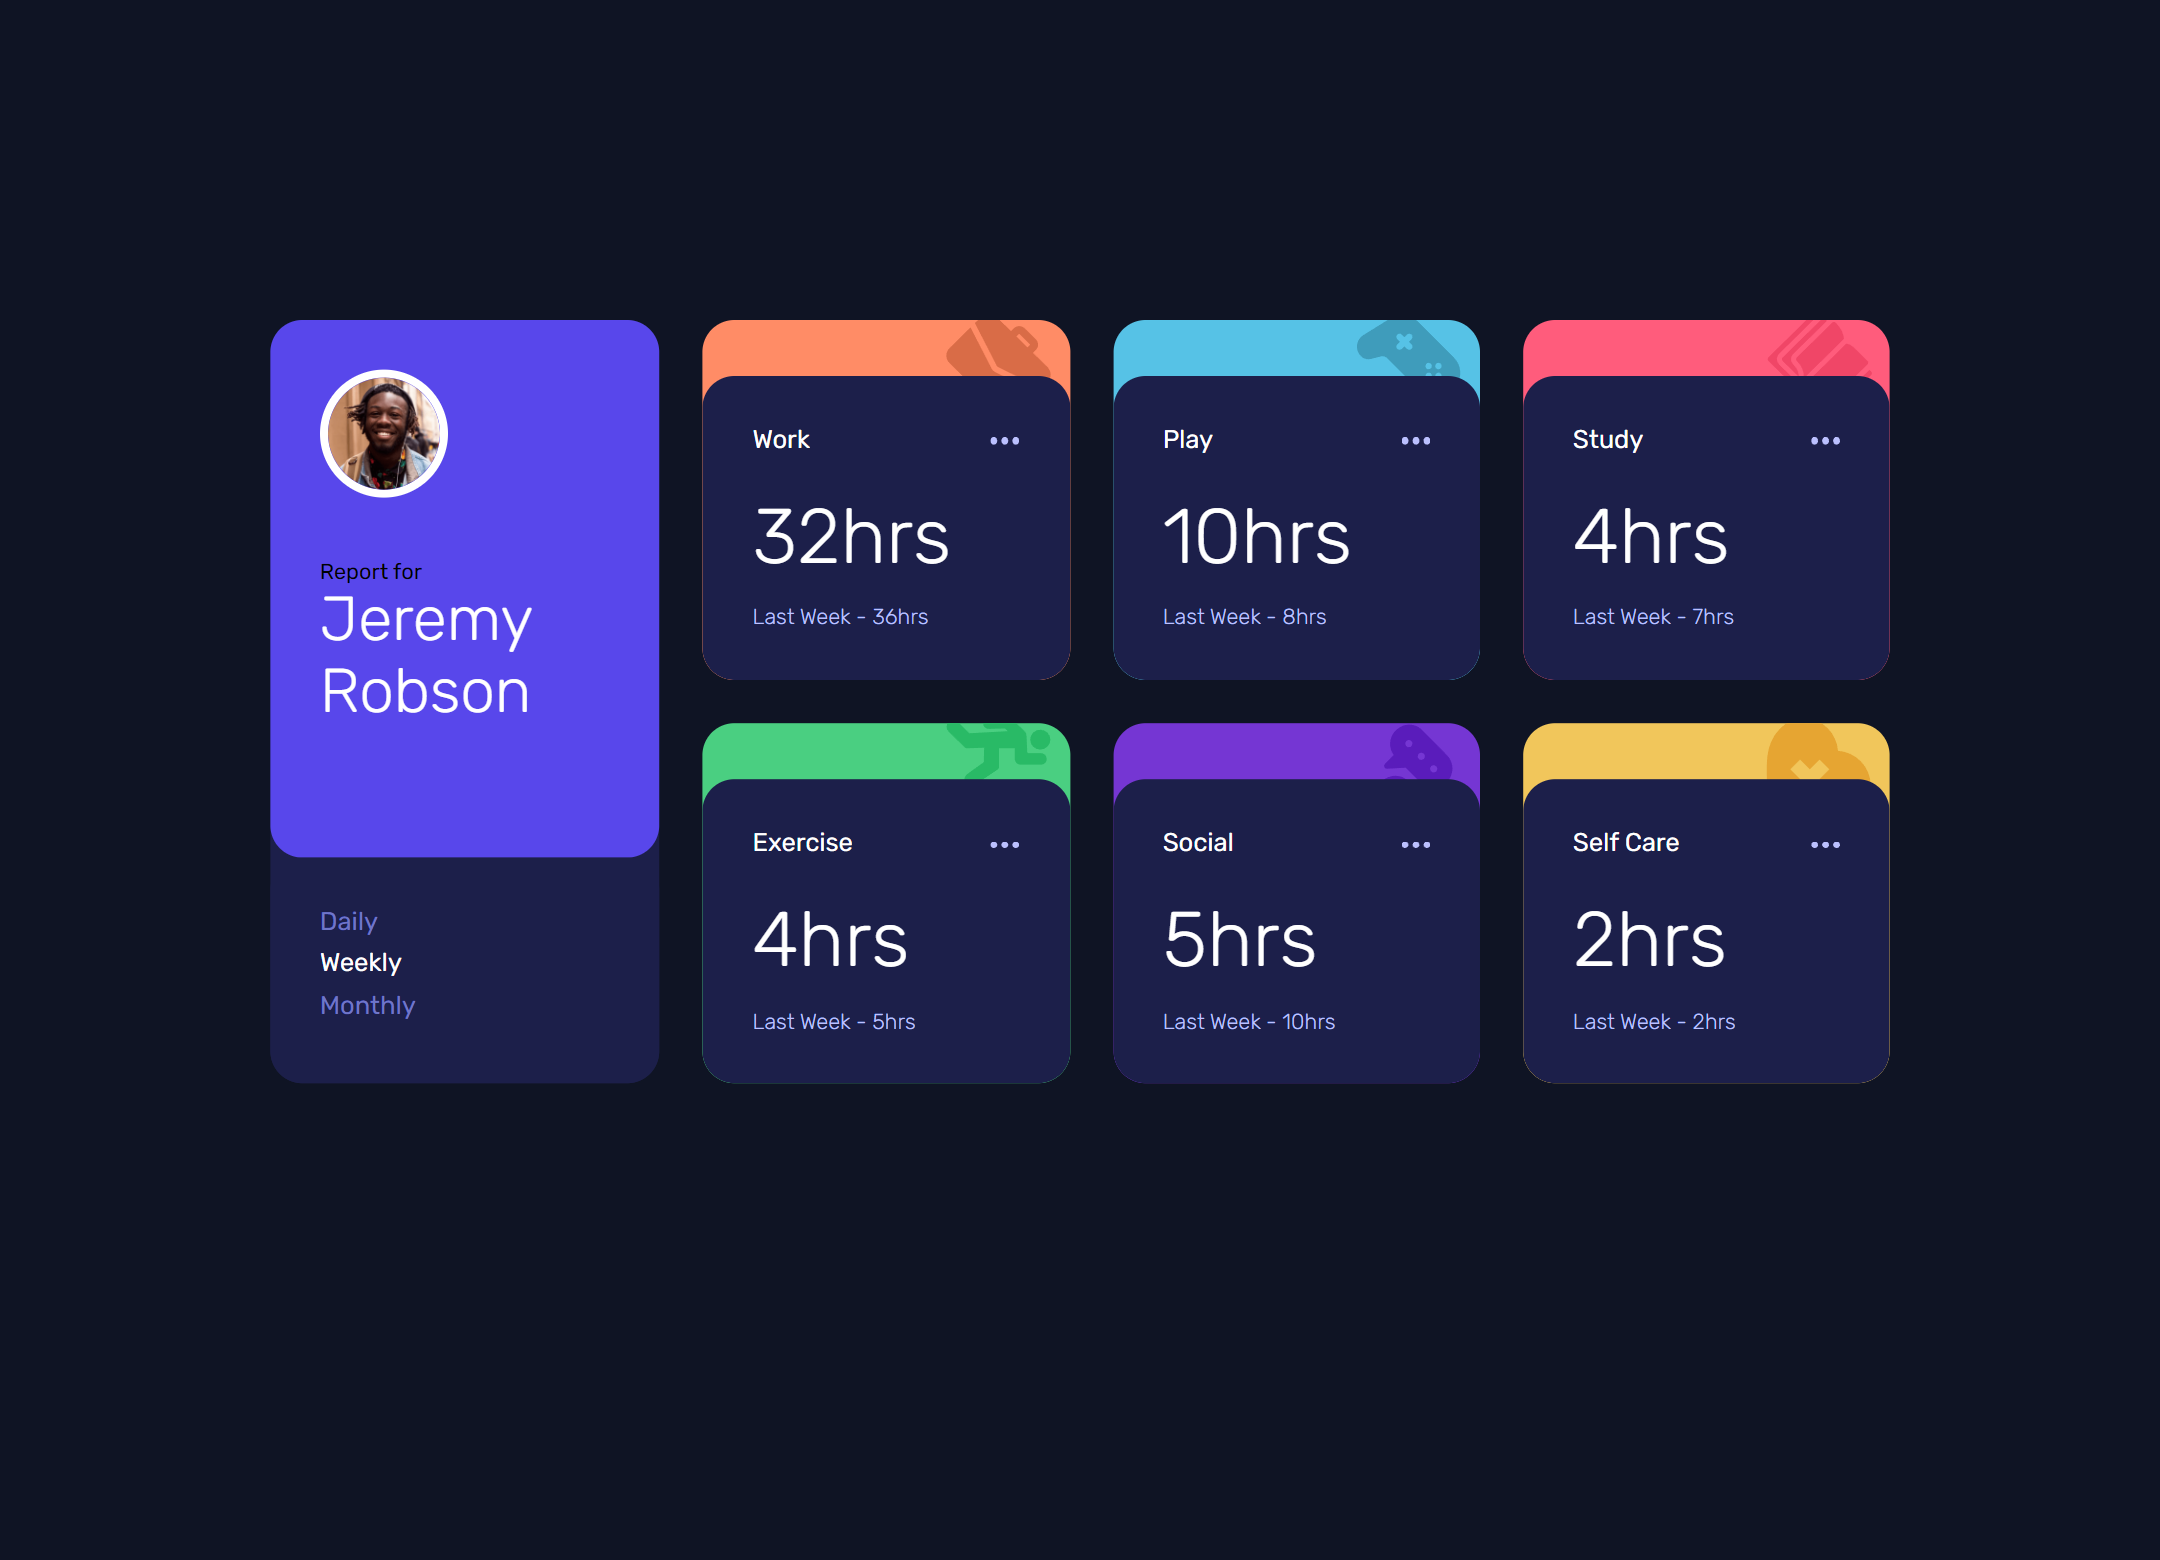 Report for
Jeremy
Robson
Daily
Weekly
Monthly
Work
32hrs
Last Week - 36hrs
Play
10hrs
Last Week - 8hrs
Study
4hrs
Last Week - 7hrs
Exercise
4hrs
Last Week - 5hrs
Social
5hrs
Last Week - 10hrs
Self Care
2hrs
Last Week - 2hrs